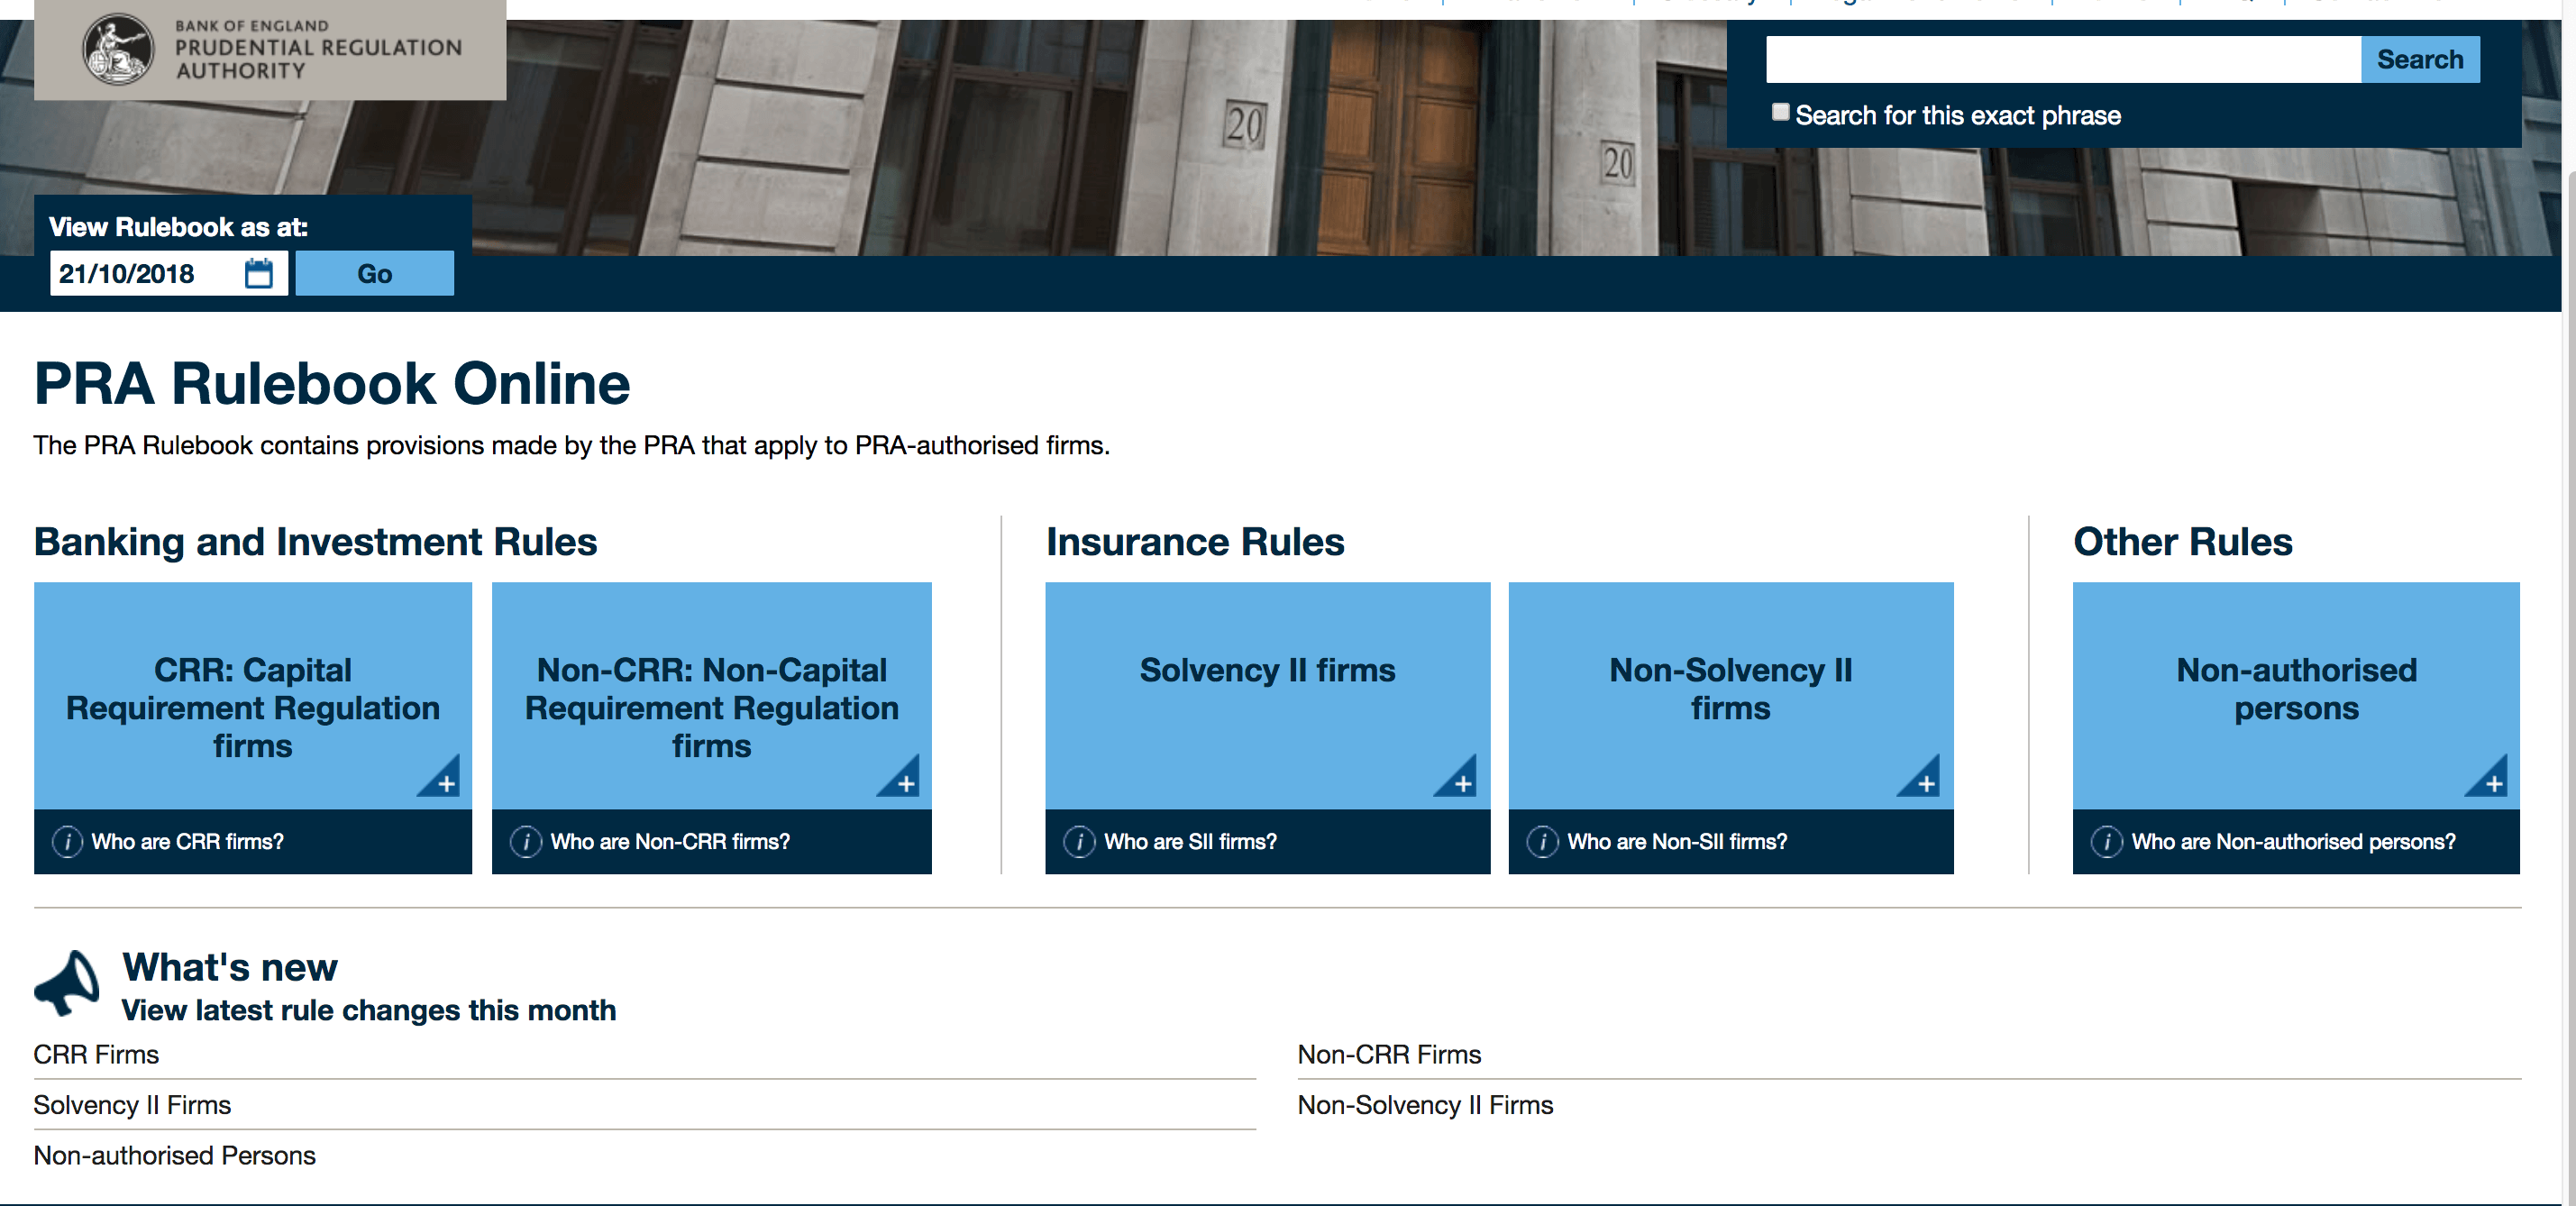 BANK OF ENGLAND
PRUDENTIAL REGULATION
AUTHORITY
Search
Search for this exact phrase
20
20
View Rulebook as at:
21/10/2018
Go
PRA Rulebook Online
The PRA Rulebook contains provisions made by the PRA that apply to PRA-authorised firms.
Banking and Investment Rules
CRR: Capital
Requirement Regulation
firms
+
Who are CRR firms?
Non-CRR: Non-Capital
Requirement Regulation
firms
+
Who are Non-CRR firms?
Insurance Rules
Solvency II firms
+
Who are SII firms?
Non-Solvency II
firms
+
Who are Non-SII firms?
Other Rules
Non-authorised
persons
+
Who are Non-authorised persons?
What's new
View latest rule changes this month
CRR Firms
Non-CRR Firms
Solvency II Firms
Non-Solvency II Firms
Non-authorised Persons